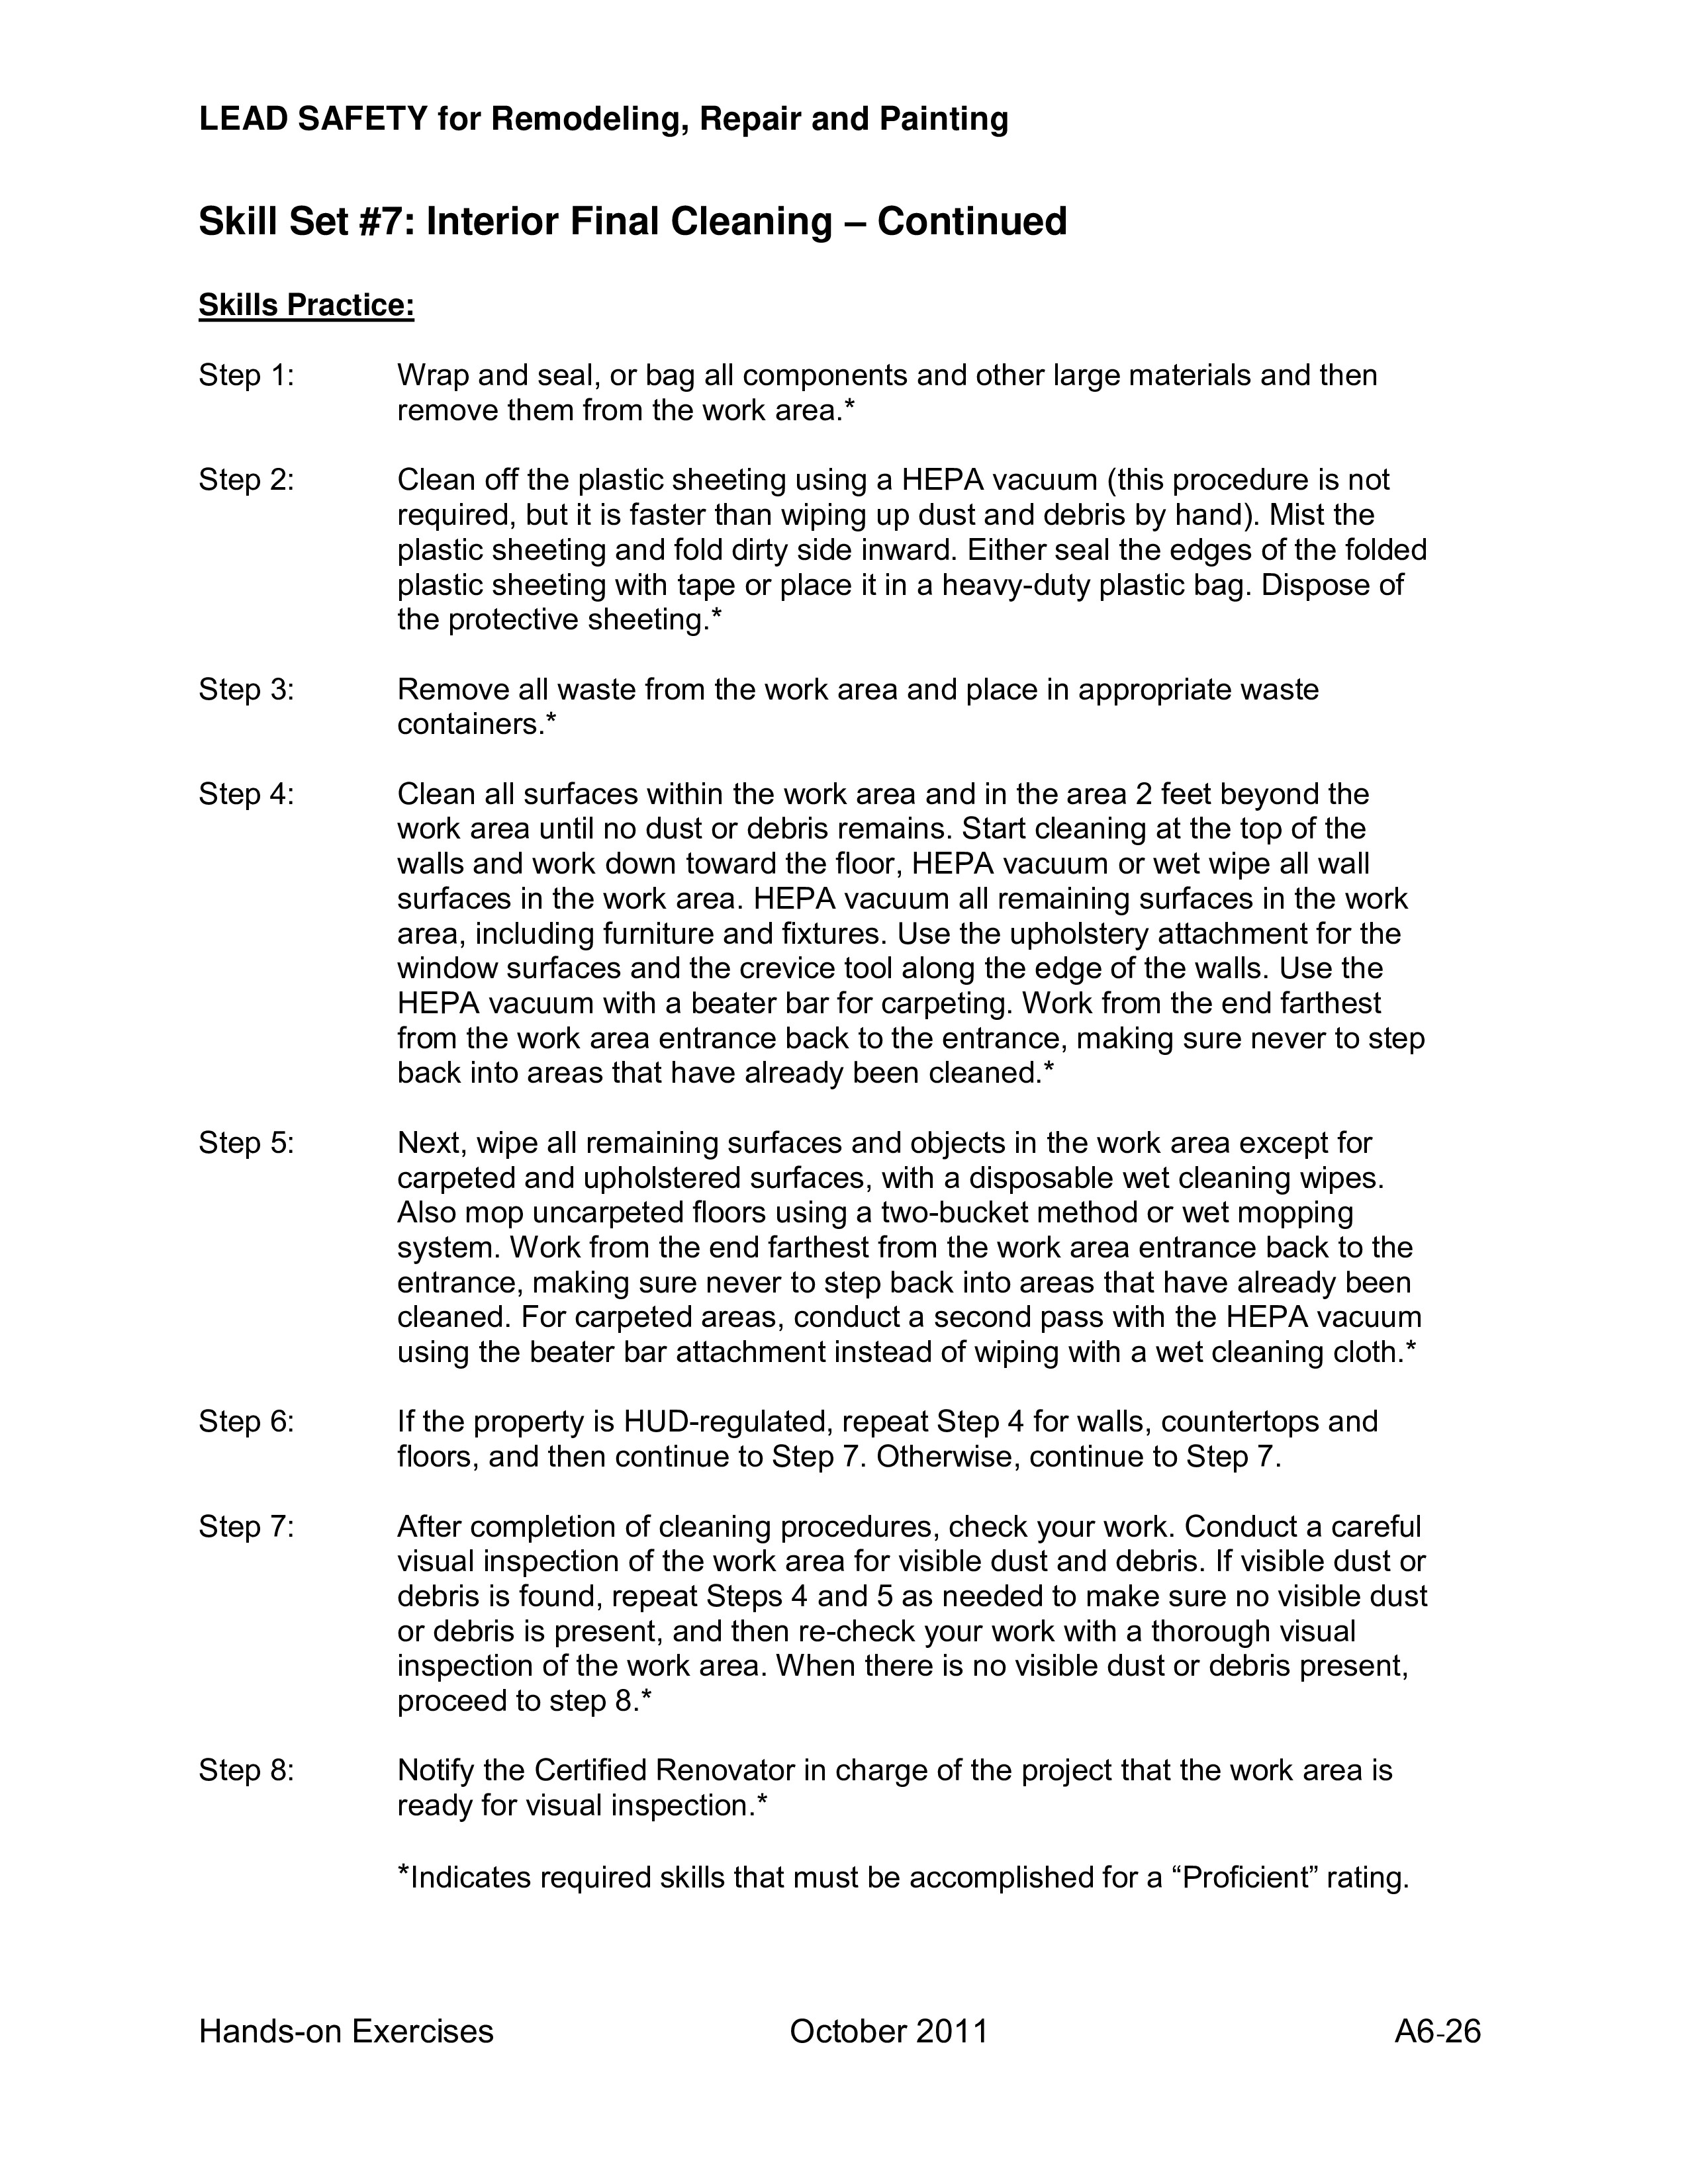 LEAD SAFETY for Remodeling, Repair and Painting
Skill Set #7: Interior Final Cleaning – Continued
Skills Practice:
Step 1: Wrap and seal, or bag all components and other large materials and then
remove them from the work area.*
Step 2: Clean off the plastic sheeting using a HEPA vacuum (this procedure is not
required, but it is faster than wiping up dust and debris by hand). Mist the
plastic sheeting and fold dirty side inward. Either seal the edges of the folded
plastic sheeting with tape or place it in a heavy-duty plastic bag. Dispose of
the protective sheeting.*
Step 3: Remove all waste from the work area and place in appropriate waste
containers.*
Step 4: Clean all surfaces within the work area and in the area 2 feet beyond the
work area until no dust or debris remains. Start cleaning at the top of the
walls and work down toward the floor, HEPA vacuum or wet wipe all wall
surfaces in the work area. HEPA vacuum all remaining surfaces in the work
area, including furniture and fixtures. Use the upholstery attachment for the
window surfaces and the crevice tool along the edge of the walls. Use the
HEPA vacuum with a beater bar for carpeting. Work from the end farthest
from the work area entrance back to the entrance, making sure never to step
back into areas that have already been cleaned.*
Step 5: Next, wipe all remaining surfaces and objects in the work area except for
carpeted and upholstered surfaces, with a disposable wet cleaning wipes.
Also mop uncarpeted floors using a two-bucket method or wet mopping
system. Work from the end farthest from the work area entrance back to the
entrance, making sure never to step back into areas that have already been
cleaned. For carpeted areas, conduct a second pass with the HEPA vacuum
using the beater bar attachment instead of wiping with a wet cleaning cloth.*
Step 6: If the property is HUD-regulated, repeat Step 4 for walls, countertops and
floors, and then continue to Step 7. Otherwise, continue to Step 7.
Step 7: After completion of cleaning procedures, check your work. Conduct a careful
visual inspection of the work area for visible dust and debris. If visible dust or
debris is found, repeat Steps 4 and 5 as needed to make sure no visible dust
or debris is present, and then re-check your work with a thorough visual
inspection of the work area. When there is no visible dust or debris present,
proceed to step 8.*
Step 8: Notify the Certified Renovator in charge of the project that the work area is
ready for visual inspection.*
*Indicates required skills that must be accomplished for a “Proficient” rating.
Hands-on Exercises October 2011 A6-26